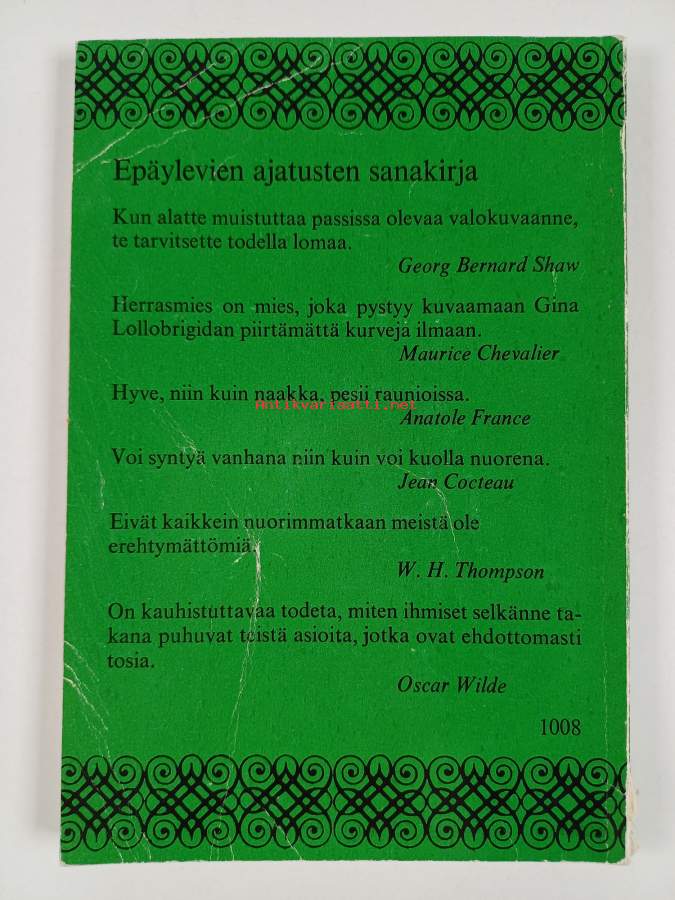 Epäylevien ajatusten sanakirja
Kun alatte muistuttaa passissa olevaa valokuvaanne,
te tarvitsette todella lomaa.
Georg Bernard Shaw
Herrasmies on mies, joka pystyy kuvaamaan Gina
Lollobrigidan piirtämättä kurveja ilmaan.
Maurice Chevalier
Hyve, niin kuin naakka, pesii raunioissa.
Antikvariaatti.net
Anatole France
Voi syntyä vanhana niin kuin voi kuolla nuorena.
Jean Cocteau
Eivät kaikkein nuorimmatkaan meistä ole
erehtymättömiä.
W. H. Thompson
On kauhistuttavaa todeta, miten ihmiset selkänne ta-
kana puhuvat teistä asioita, jotka ovat ehdottomasti
tosia.
Oscar Wilde
1008